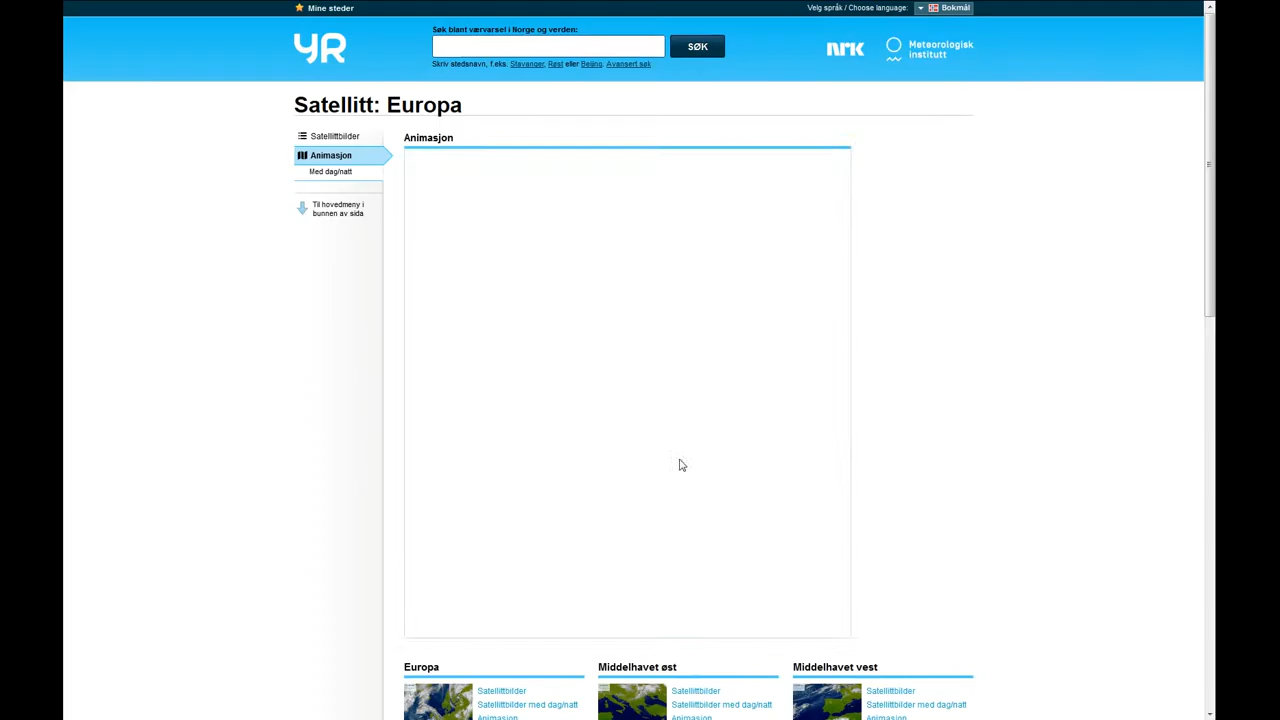 Mine steder
Velg språk / Choose language:
Bokmål
YR
Søk blant værvarsel i Norge og verden:
SØK
Skriv stedsnavn, f.eks. Stavanger, Røst eller Beijing. Avansert søk
nrk
Meteorologisk
institutt
Satellitt: Europa
Satellittbilder
Animasjon
Med dag/natt
Til hovedmeny i
bunnen av sida
Animasjon
Europa
Satellittbilder
Satellittbilder med dag/natt
Animasjon
Middelhavet øst
Satellittbilder
Satellittbilder med dag/natt
Animasjon
Middelhavet vest
Satellittbilder
Satellittbilder med dag/natt
Animasjon